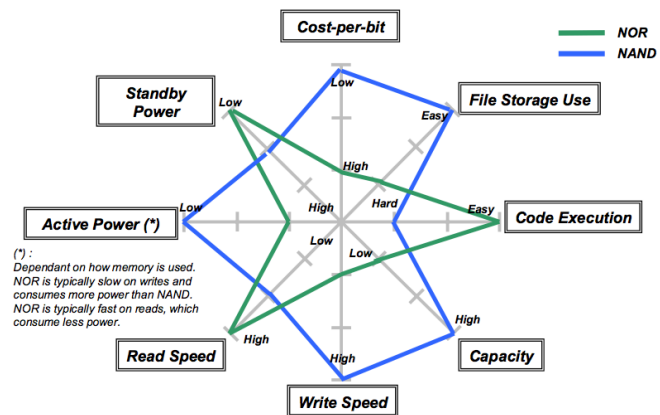 Cost-per-bit
NOR
NAND
Standby
Power
Low
Low
File Storage Use
Easy
High
Easy
Code Execution
Active Power (*)
Low
High
Hard
(*) :
Dependant on how memory is used.
NOR is typically slow on writes and
consumes more power than NAND.
NOR is typically fast on reads, which
consume less power.
Low
Low
Read Speed
High
High
High
Capacity
Write Speed